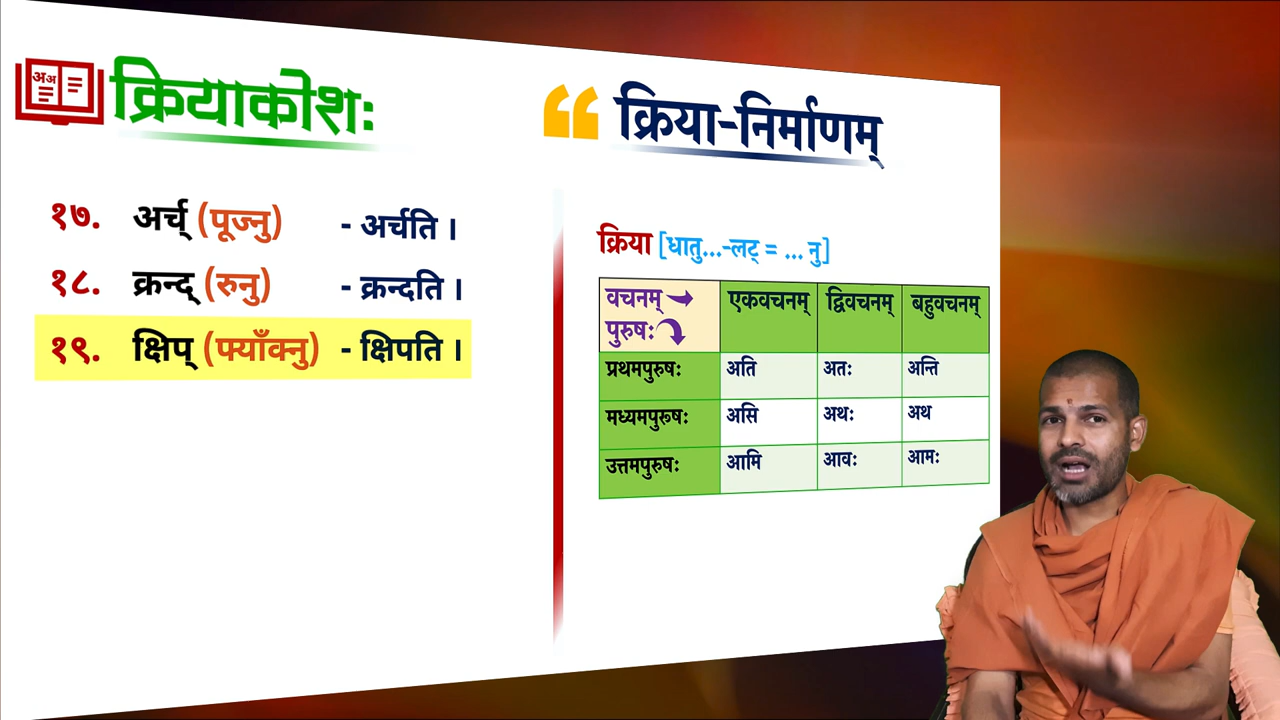 अ अ
क्रियाकोशः
१७. अर्च् (पूज्नु) - अर्चति ।
१८. क्रन्द् (रुनु) - क्रन्दति ।
१९. क्षिप् (फ्याँक्नु) - क्षिपति ।
“ क्रिया-निर्माणम्
क्रिया [धातु...-लट् = ... नु]
वचनम् → एकवचनम् द्विवचनम् बहुवचनम्
पुरुषः
प्रथमपुरुषः अति अतः अन्ति
मध्यमपुरूषः असि अथः अथ
उत्तमपुरुषः आमि आवः आमः